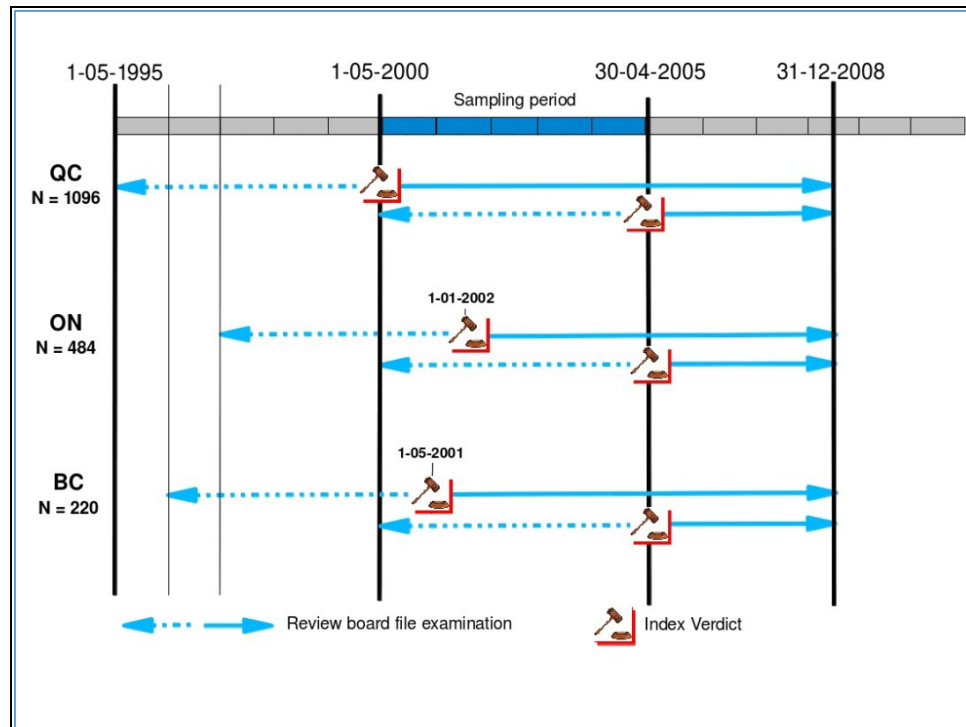 1-05-1995 1-05-2000 30-04-2005 31-12-2008
Sampling period
QC
N = 1096
1-01-2002
ON
N = 484
1-05-2001
BC
N = 220
Review board file examination Index Verdict